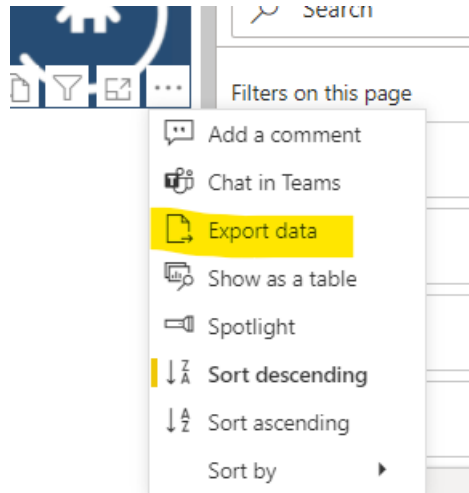 Search
Filters on this page
Add a comment
Chat in Teams
Export data
Show as a table
Spotlight
Sort descending
Sort ascending
Sort by